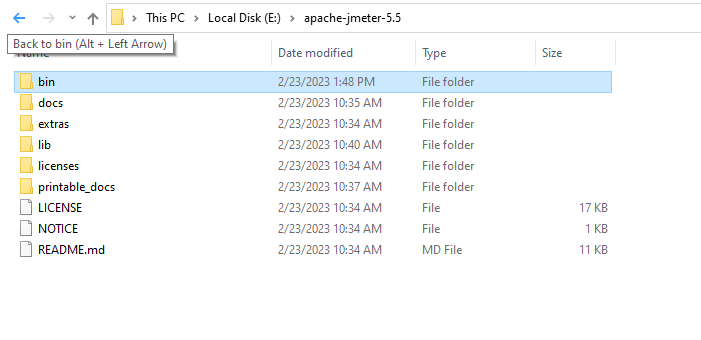 This PC > Local Disk (E:) > apache-jmeter-5.5
Back to bin (Alt + Left Arrow)
Name Date modified Type Size
bin 2/23/2023 1:48 PM File folder
docs 2/23/2023 10:35 AM File folder
extras 2/23/2023 10:34 AM File folder
lib 2/23/2023 10:40 AM File folder
licenses 2/23/2023 10:34 AM File folder
printable_docs 2/23/2023 10:37 AM File folder
LICENSE 2/23/2023 10:34 AM File 17 KB
NOTICE 2/23/2023 10:34 AM File 1 KB
README.md 2/23/2023 10:34 AM MD File 11 KB